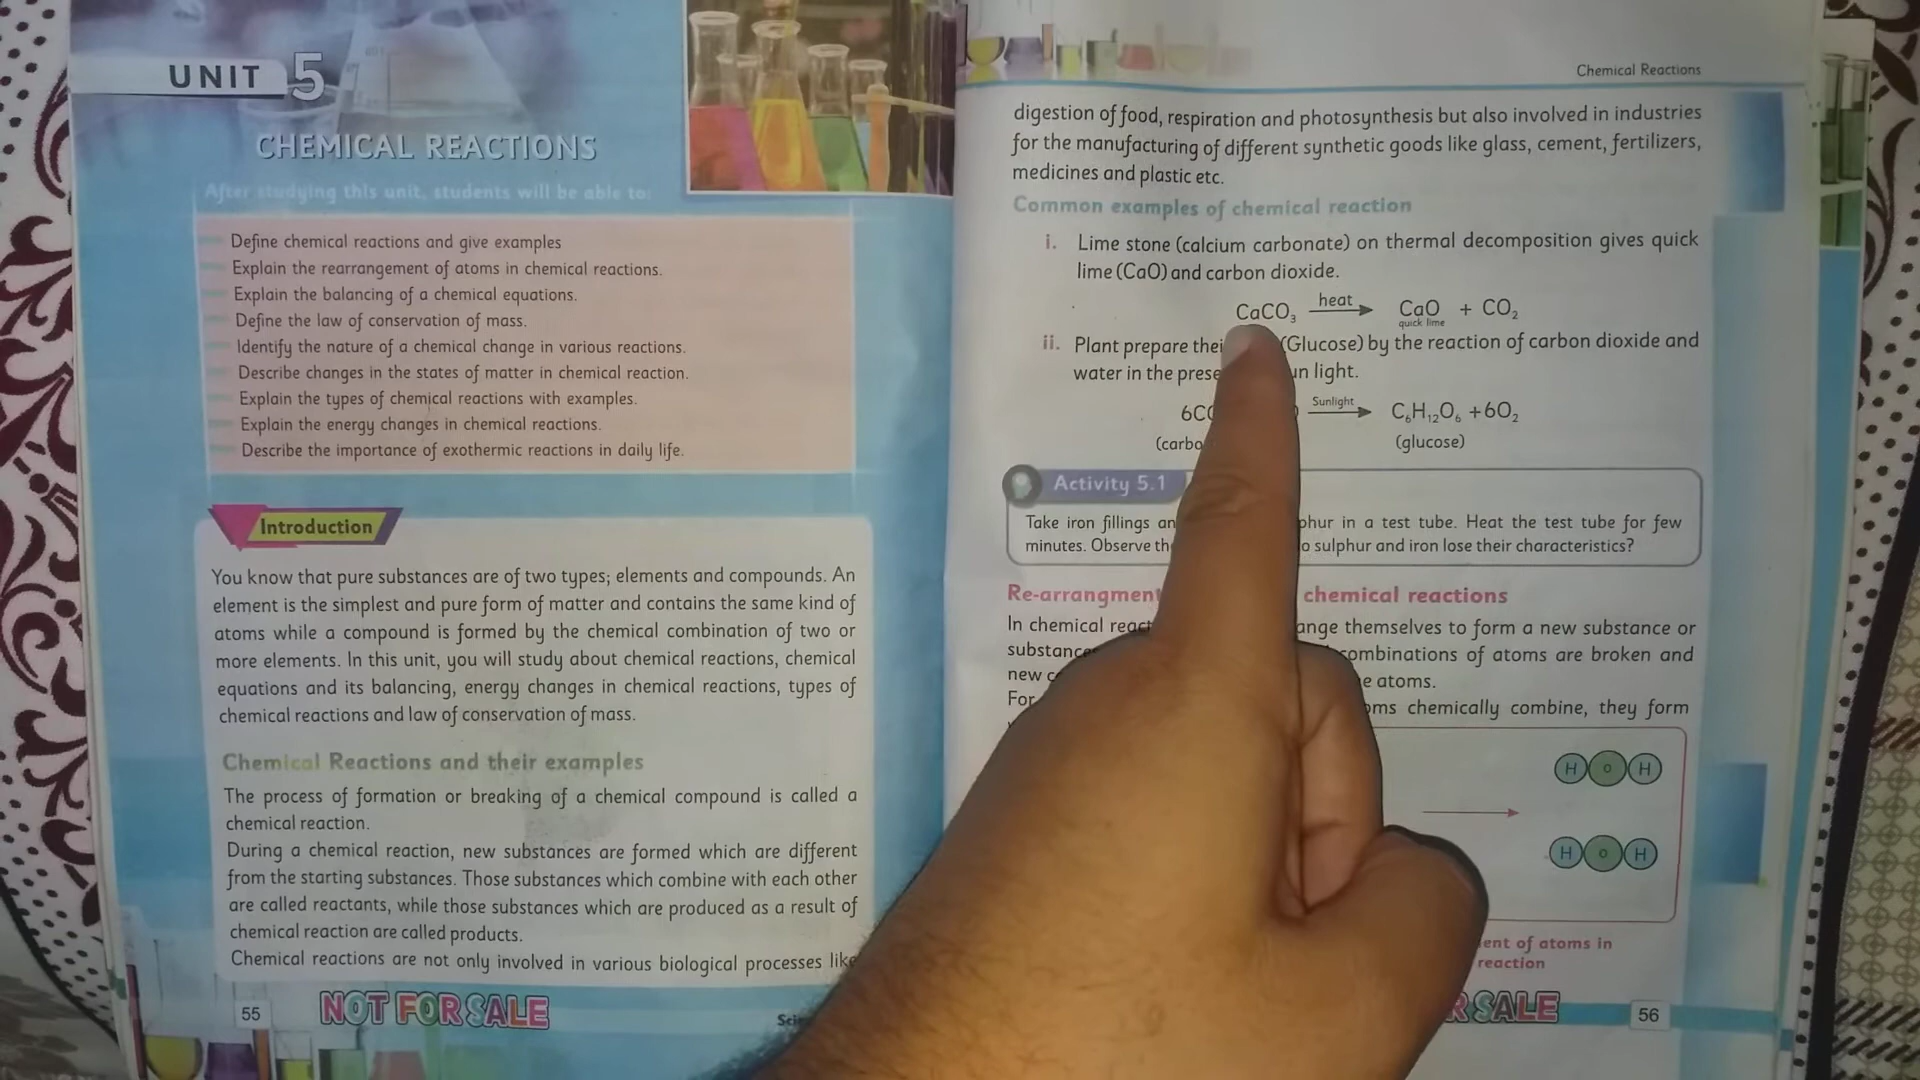 UNIT 5
CHEMICAL REACTIONS
After studying this unit, students will be able to:
Define chemical reactions and give examples
Explain the rearrangement of atoms in chemical reactions.
Explain the balancing of a chemical equations.
Define the law of conservation of mass.
Identify the nature of a chemical change in various reactions.
Describe changes in the states of matter in chemical reaction.
Explain the types of chemical reactions with examples.
Explain the energy changes in chemical reactions.
Describe the importance of exothermic reactions in daily life.
Introduction
You know that pure substances are of two types; elements and compounds. An
element is the simplest and pure form of matter and contains the same kind of
atoms while a compound is formed by the chemical combination of two or
more elements. In this unit, you will study about chemical reactions, chemical
equations and its balancing, energy changes in chemical reactions, types of
chemical reactions and law of conservation of mass.
Chemical Reactions and their examples
The process of formation or breaking of a chemical compound is called a
chemical reaction.
During a chemical reaction, new substances are formed which are different
from the starting substances. Those substances which combine with each other
are called reactants, while those substances which are produced as a result of
chemical reaction are called products.
Chemical reactions are not only involved in various biological processes like
55
NOT FOR SALE
Chemical Reactions
digestion of food, respiration and photosynthesis but also involved in industries
for the manufacturing of different synthetic goods like glass, cement, fertilizers,
medicines and plastic etc.
Common examples of chemical reaction
i. Lime stone (calcium carbonate) on thermal decomposition gives quick
lime (CaO) and carbon dioxide.
CaCO₃ heat → CaO + CO₂
quick lime
ii. Plant prepare (Glucose) by the reaction of carbon dioxide and
water in the light.
Sunlight → C₆H₁₂O₆ +6O₂
(glucose)
Activity 5.1
Take iron fillings in a test tube. Heat the test tube for few
minutes. Observe sulphur and iron lose their characteristics?
chemical reactions
In chemical themselves to form a new substance or
combinations of atoms are broken and
new atoms.
For chemically combine, they form
H O H
H O H
of atoms in
reaction
SALE
56